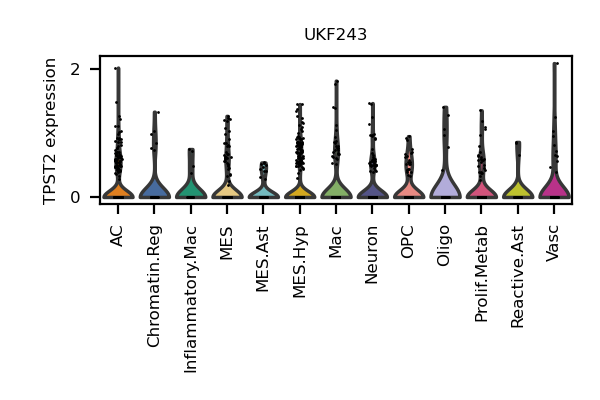 UKF243
TPST2 expression
2
0
AC
Chromatin.Reg
Inflammatory.Mac
MES
MES.Ast
MES.Hyp
Mac
Neuron
OPC
Oligo
Prolif.Metab
Reactive.Ast
Vasc